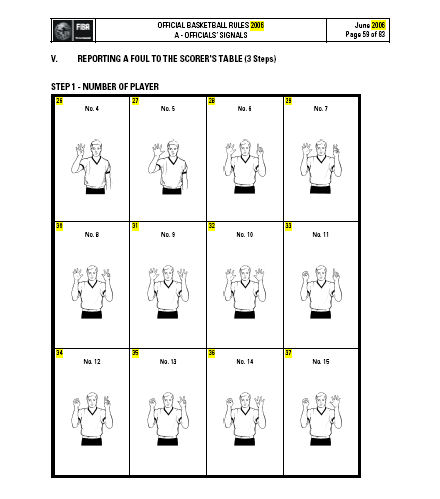 FIBA
OFFICIAL BASKETBALL RULES 2006
A - OFFICIALS' SIGNALS
June 2006
Page 59 of 83
V. REPORTING A FOUL TO THE SCORER'S TABLE (3 Steps)
STEP 1 - NUMBER OF PLAYER
26 27 28 29
No. 4 No. 5 No. 6 No. 7
30 31 32 33
No. 8 No. 9 No. 10 No. 11
34 35 36 37
No. 12 No. 13 No. 14 No. 15